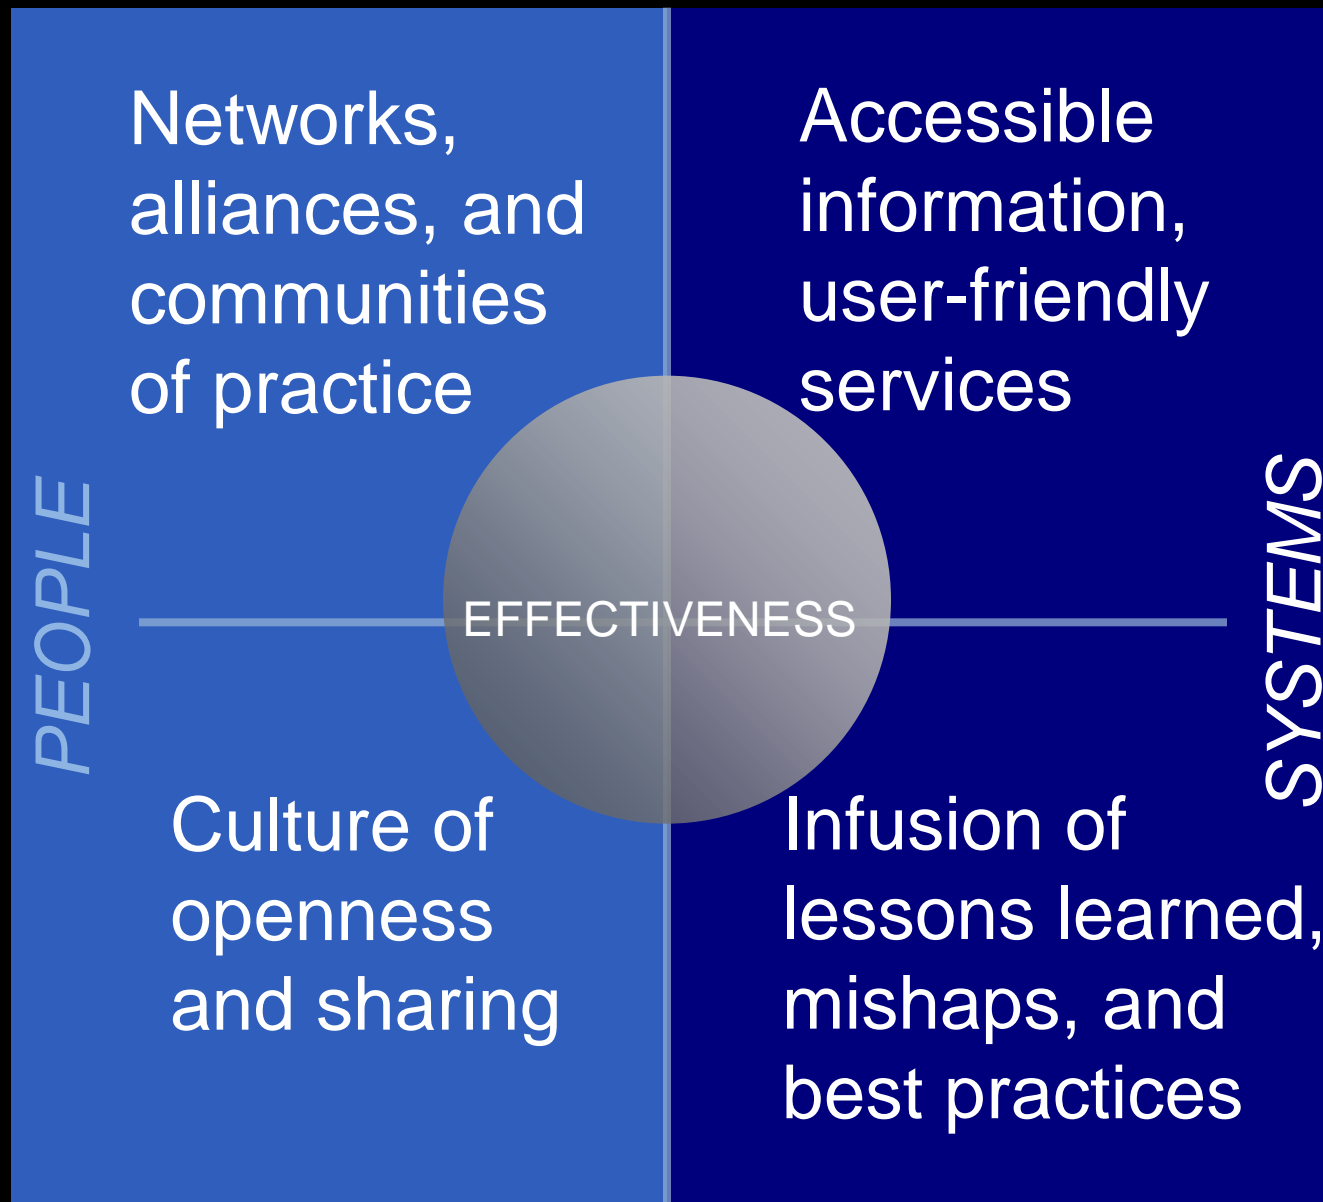 Networks,
alliances, and
communities
of practice
Accessible
information,
user-friendly
services
PEOPLE
EFFECTIVENESS
SYSTEMS
Culture of
openness
and sharing
Infusion of
lessons learned,
mishaps, and
best practices